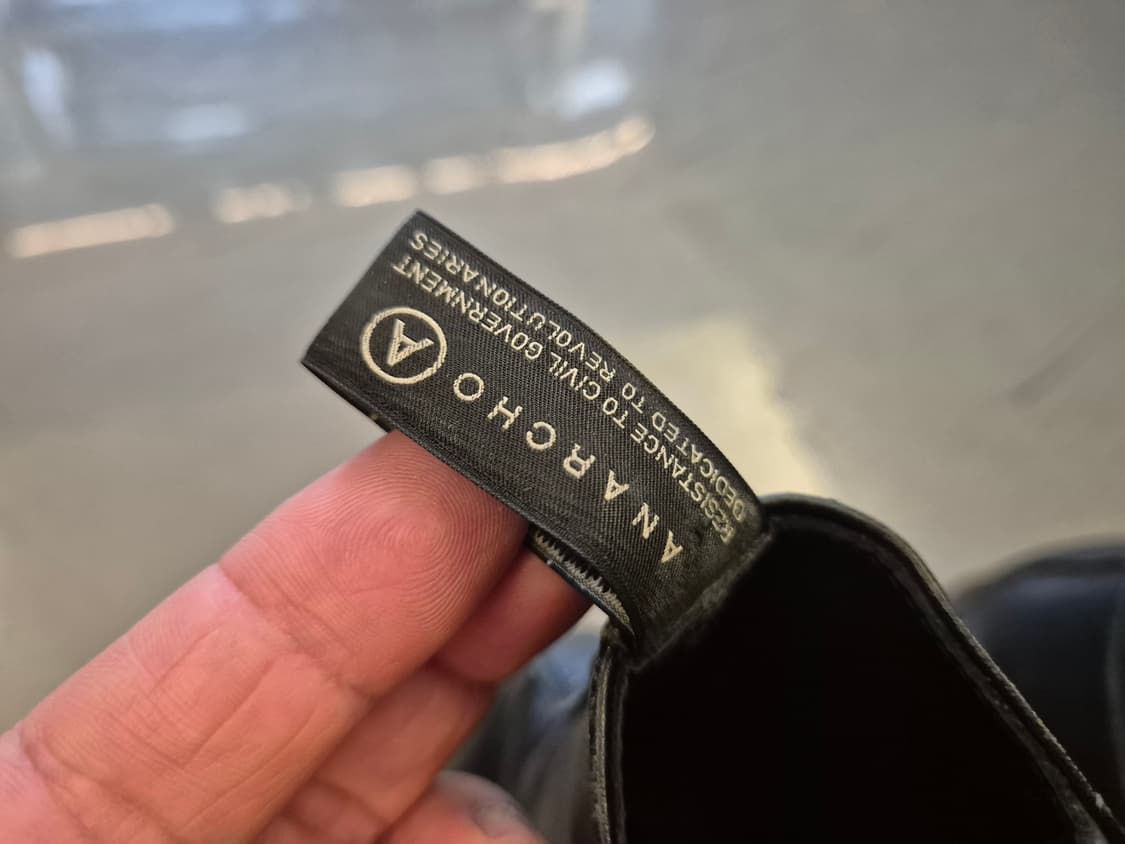 ANARCHO Ⓐ
RESISTANCE TO CIVIL GOVERNMENT
DEDICATED TO REVOLUTIONARIES